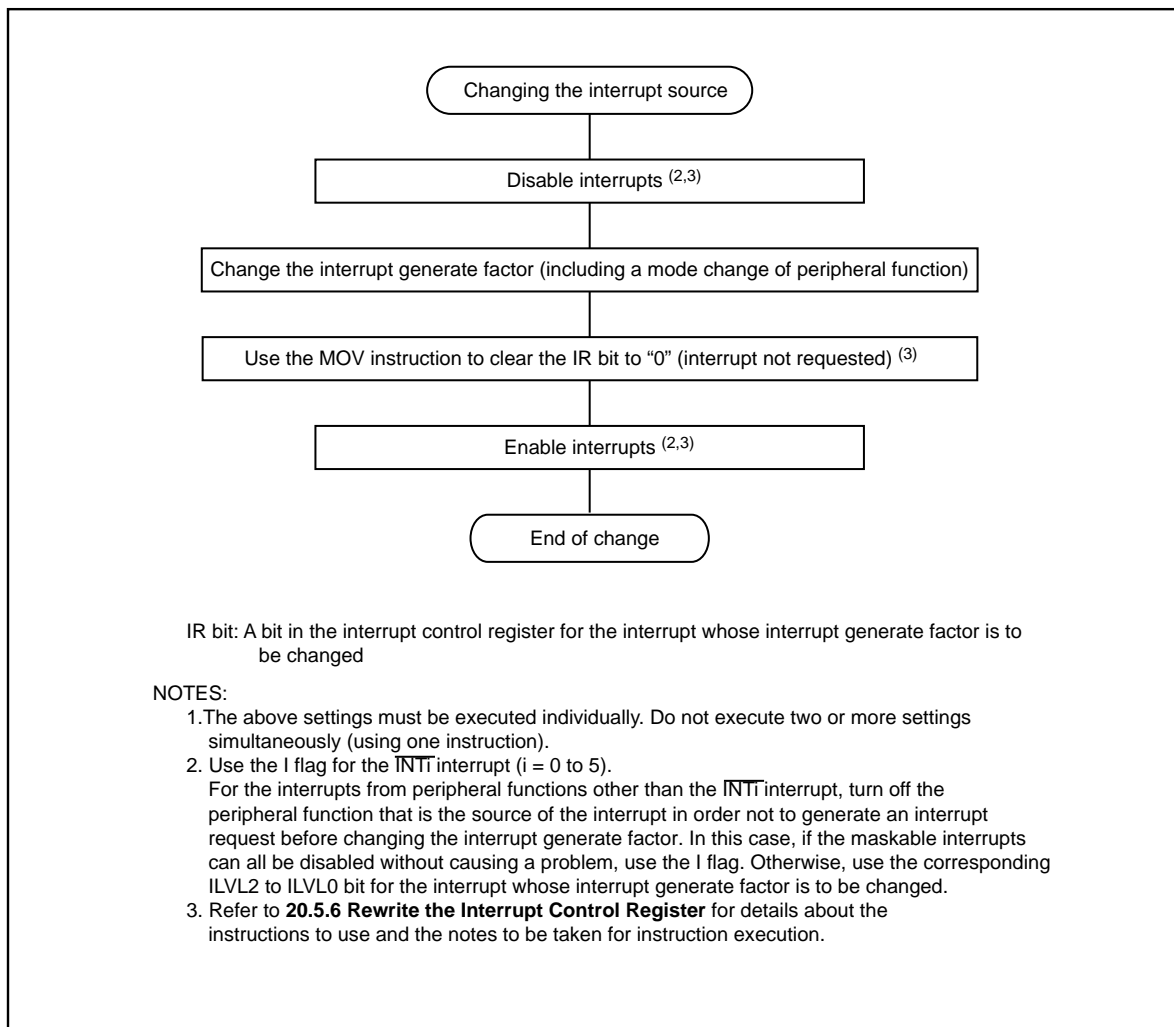 Changing the interrupt source
Disable interrupts (2,3)
Change the interrupt generate factor (including a mode change of peripheral function)
Use the MOV instruction to clear the IR bit to “0” (interrupt not requested) (3)
Enable interrupts (2,3)
End of change
IR bit: A bit in the interrupt control register for the interrupt whose interrupt generate factor is to
be changed
NOTES:
1.The above settings must be executed individually. Do not execute two or more settings
simultaneously (using one instruction).
2. Use the I flag for the I̅N̅T̅i̅ interrupt (i = 0 to 5).
For the interrupts from peripheral functions other than the I̅N̅T̅i̅ interrupt, turn off the
peripheral function that is the source of the interrupt in order not to generate an interrupt
request before changing the interrupt generate factor. In this case, if the maskable interrupts
can all be disabled without causing a problem, use the I flag. Otherwise, use the corresponding
ILVL2 to ILVL0 bit for the interrupt whose interrupt generate factor is to be changed.
3. Refer to 20.5.6 Rewrite the Interrupt Control Register for details about the
instructions to use and the notes to be taken for instruction execution.